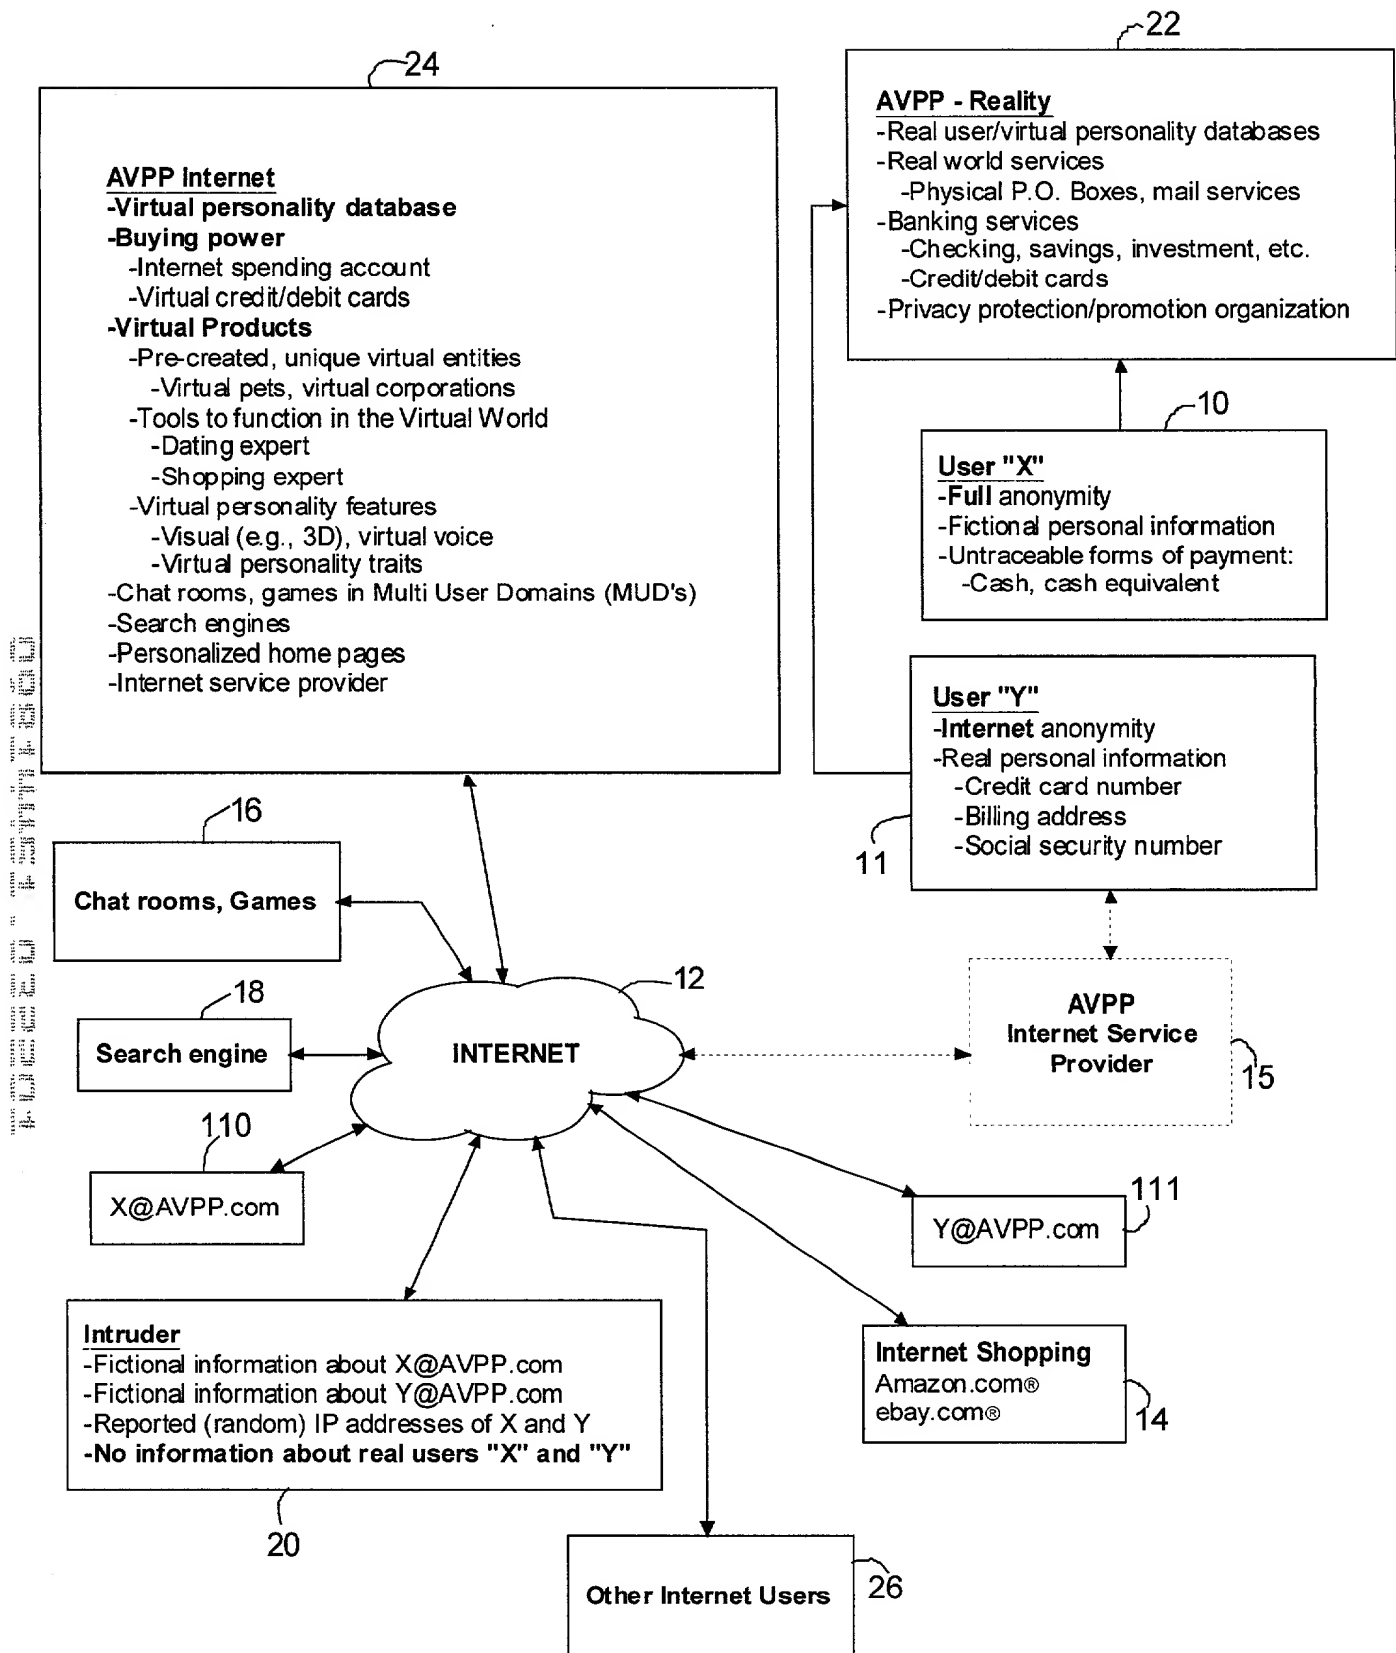 24
AVPP Internet
-Virtual personality database
-Buying power
-Internet spending account
-Virtual credit/debit cards
-Virtual Products
-Pre-created, unique virtual entities
-Virtual pets, virtual corporations
-Tools to function in the Virtual World
-Dating expert
-Shopping expert
-Virtual personality features
-Visual (e.g., 3D), virtual voice
-Virtual personality traits
-Chat rooms, games in Multi User Domains (MUD's)
-Search engines
-Personalized home pages
-Internet service provider
22
AVPP - Reality
-Real user/virtual personality databases
-Real world services
-Physical P.O. Boxes, mail services
-Banking services
-Checking, savings, investment, etc.
-Credit/debit cards
-Privacy protection/promotion organization
10
User "X"
-Full anonymity
-Fictional personal information
-Untraceable forms of payment:
-Cash, cash equivalent
User "Y"
-Internet anonymity
-Real personal information
-Credit card number
-Billing address
-Social security number
11
16
Chat rooms, Games
18
Search engine
12
INTERNET
AVPP
Internet Service
Provider
15
110
X@AVPP.com
111
Y@AVPP.com
Intruder
-Fictional information about X@AVPP.com
-Fictional information about Y@AVPP.com
-Reported (random) IP addresses of X and Y
-No information about real users "X" and "Y"
20
Internet Shopping
Amazon.com®
ebay.com®
14
Other Internet Users
26